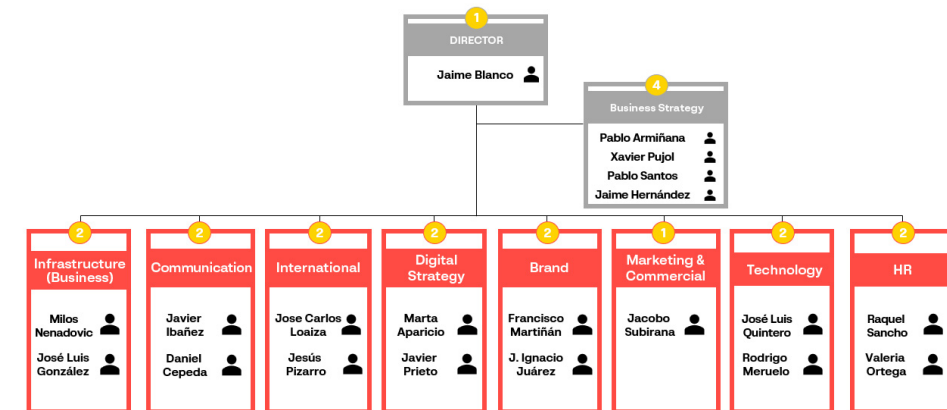 1
DIRECTOR
Jaime Blanco
4
Business Strategy
Pablo Armiñana
Xavier Pujol
Pablo Santos
Jaime Hernández
2
Infrastructure
(Business)
Milos
Nenadovic
José Luis
González
2
Communication
Javier
Ibañez
Daniel
Cepeda
2
International
Jose Carlos
Loaiza
Jesús
Pizarro
2
Digital
Strategy
Marta
Aparicio
Javier
Prieto
2
Brand
Francisco
Martiñán
J. Ignacio
Juárez
1
Marketing &
Commercial
Jacobo
Subirana
2
Technology
José Luis
Quintero
Rodrigo
Meruelo
2
HR
Raquel
Sancho
Valeria
Ortega